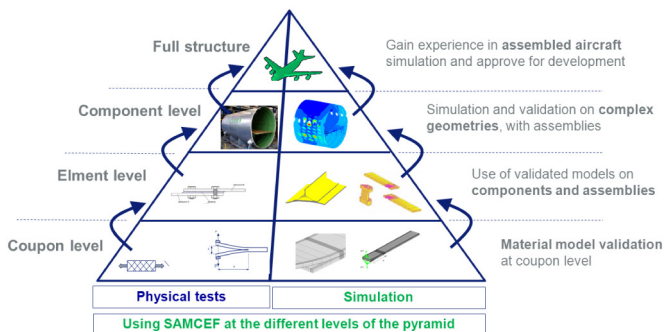 Full structure
Gain experience in assembled aircraft
simulation and approve for development
Component level
Simulation and validation on complex
geometries, with assemblies
Elment level
Use of validated models on
components and assemblies
Coupon level
Material model validation
at coupon level
Physical tests
Simulation
Using SAMCEF at the different levels of the pyramid